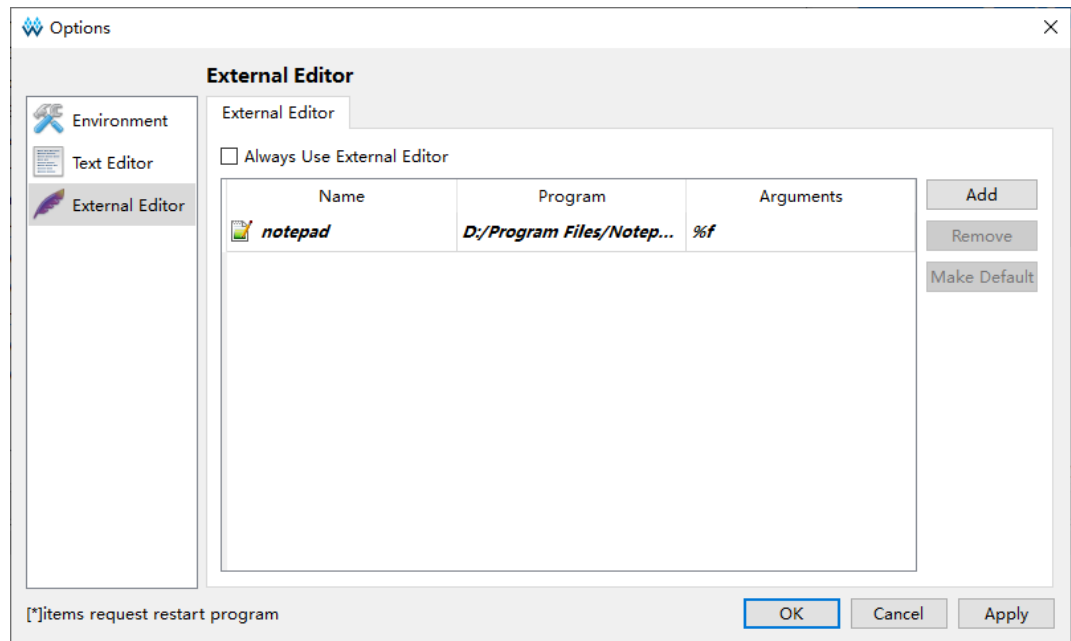 Options
External Editor
Environment
Text Editor
External Editor
External Editor
Always Use External Editor
Name Program Arguments
notepad D:/Program Files/Notep... %f
Add
Remove
Make Default
[*]items request restart program
OK Cancel Apply